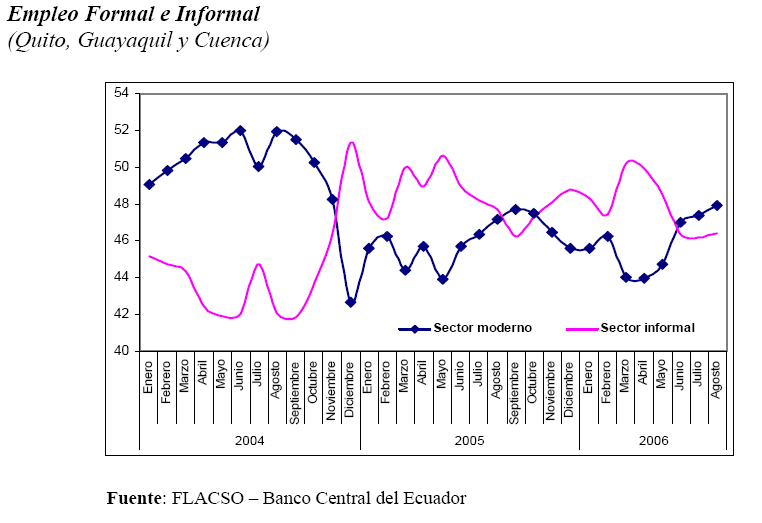 Empleo Formal e Informal
(Quito, Guayaquil y Cuenca)
54
52
50
48
46
44
42
40
Sector moderno
Sector informal
Enero
Febrero
Marzo
Abril
Mayo
Junio
Julio
Agosto
Septiembre
Octubre
Noviembre
Diciembre
Enero
Febrero
Marzo
Abril
Mayo
Junio
Julio
Agosto
Septiembre
Octubre
Noviembre
Diciembre
Enero
Febrero
Marzo
Abril
Mayo
Junio
Julio
Agosto
2004
2005
2006
Fuente: FLACSO – Banco Central del Ecuador